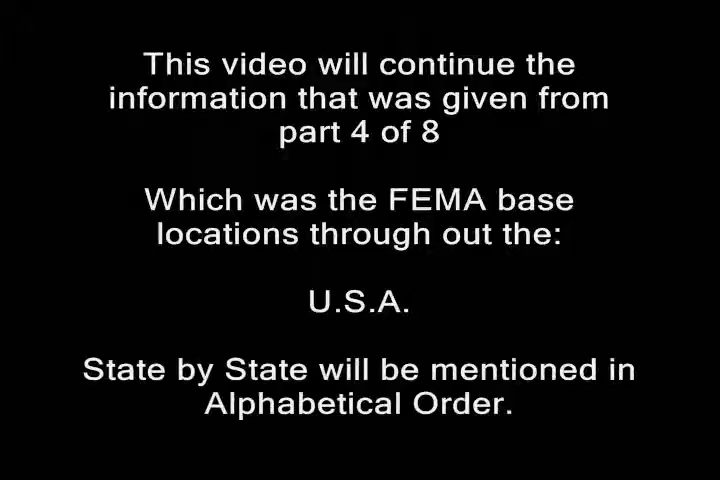 This video will continue the
information that was given from
part 4 of 8
Which was the FEMA base
locations through out the:
U.S.A.
State by State will be mentioned in
Alphabetical Order.